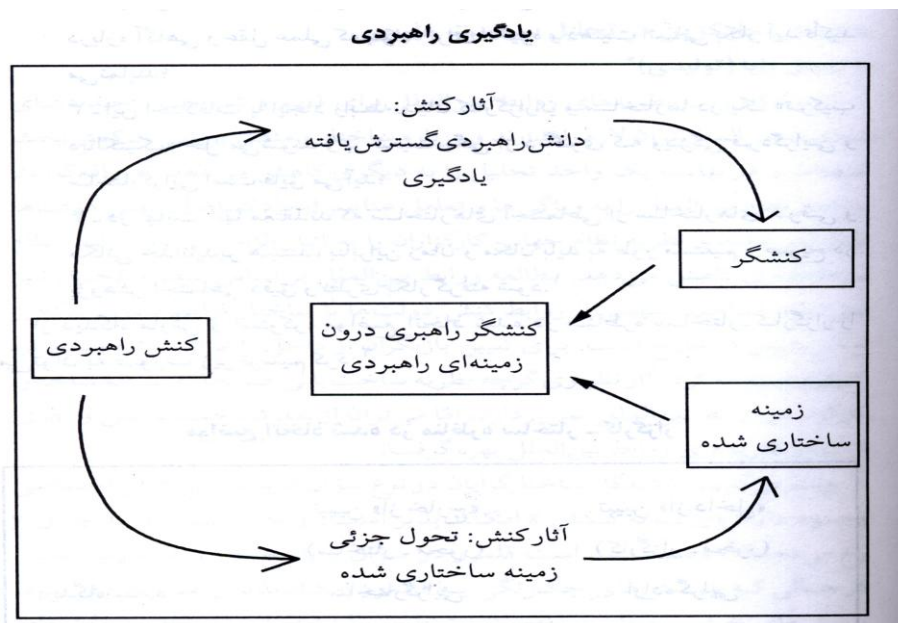 یادگیری راهبردی
آثار کنش:
دانش راهبردی گسترش یافته
یادگیری
کنشگر
کنش راهبردی
کنشگر راهبری درون
زمینه‌ای راهبردی
زمینه
ساختاری شده
آثار کنش: تحول جزئی
زمینه ساختاری شده